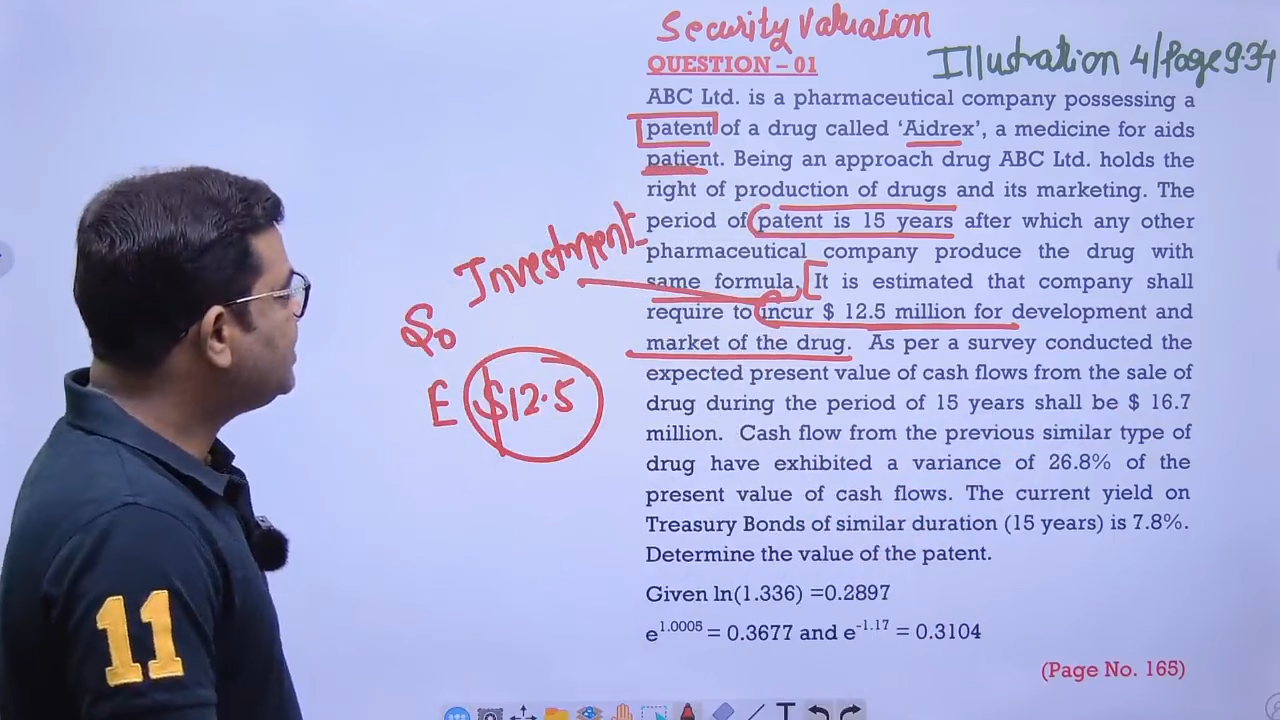 Security Valuation
QUESTION – 01
Illustration 4/Page 9.34
ABC Ltd. is a pharmaceutical company possessing a
patent of a drug called ‘Aidrex’, a medicine for aids
patient. Being an approach drug ABC Ltd. holds the
right of production of drugs and its marketing. The
period of patent is 15 years after which any other
pharmaceutical company produce the drug with
same formula. It is estimated that company shall
require to incur $ 12.5 million for development and
market of the drug. As per a survey conducted the
expected present value of cash flows from the sale of
drug during the period of 15 years shall be $ 16.7
million. Cash flow from the previous similar type of
drug have exhibited a variance of 26.8% of the
present value of cash flows. The current yield on
Treasury Bonds of similar duration (15 years) is 7.8%.
Determine the value of the patent.
Given ln(1.336) =0.2897
e^1.0005 = 0.3677 and e^-1.17 = 0.3104
(Page No. 165)
Investment
S0
E $12.5
11
T